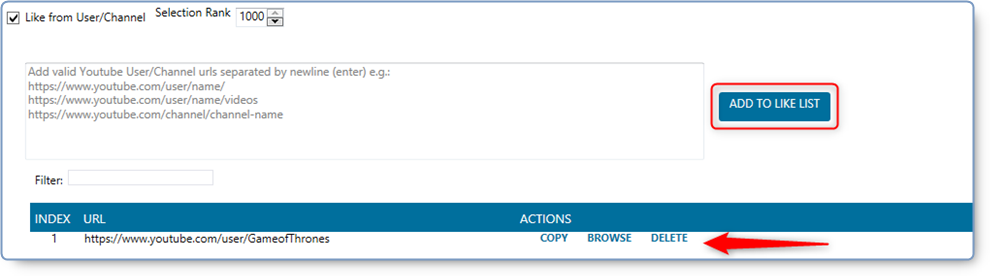 Like from User/Channel Selection Rank 1000
Add valid Youtube User/Channel urls separated by newline (enter) e.g.:
https://www.youtube.com/user/name/
https://www.youtube.com/user/name/videos
https://www.youtube.com/channel/channel-name
ADD TO LIKE LIST
Filter:
INDEX URL ACTIONS
1 https://www.youtube.com/user/GameofThrones COPY BROWSE DELETE